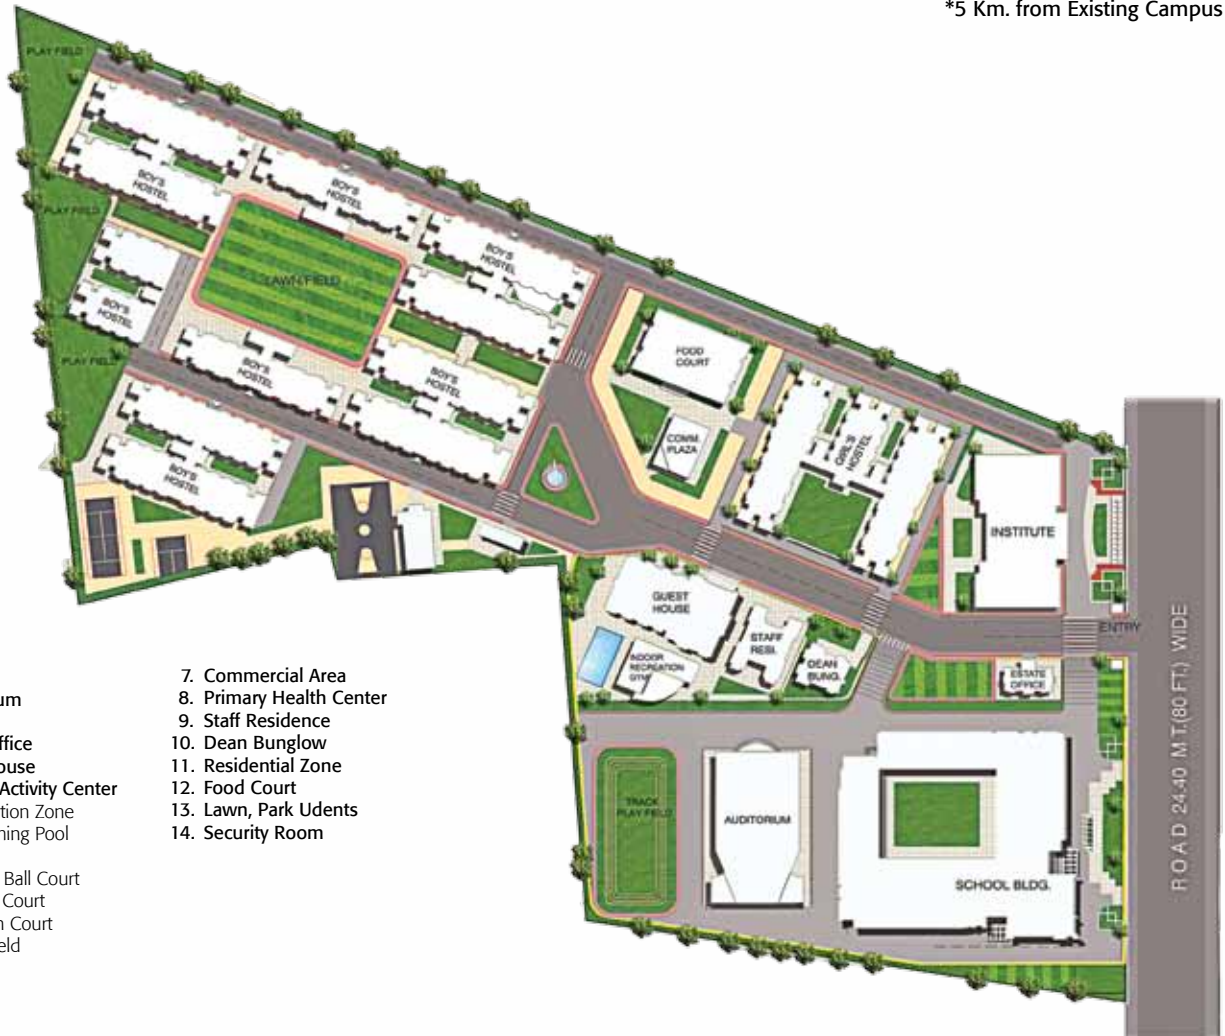 *5 Km. from Existing Campus
PLAY FIELD
BOY'S
HOSTEL
BOY'S
HOSTEL
PLAY FIELD
BOY'S
HOSTEL
LAWN/FIELD
BOY'S
HOSTEL
FOOD
COURT
PLAY FIELD
BOY'S
HOSTEL
BOY'S
HOSTEL
COMM.
PLAZA
GIRL'S
HOSTEL
BOY'S
HOSTEL
INSTITUTE
GUEST
HOUSE
ENTRY
STAFF
RESI.
INDOOR
RECREATION
GYM
DEAN
BUNG.
ESTATE
OFFICE
ROAD 24.40 MT.(80 FT.) WIDE
TRACK
PLAY FIELD
AUDITORIUM
SCHOOL BLDG.
um
ffice
ouse
Activity Center
tion Zone
ning Pool
Ball Court
Court
n Court
eld
7. Commercial Area
8. Primary Health Center
9. Staff Residence
10. Dean Bunglow
11. Residential Zone
12. Food Court
13. Lawn, Park Udents
14. Security Room